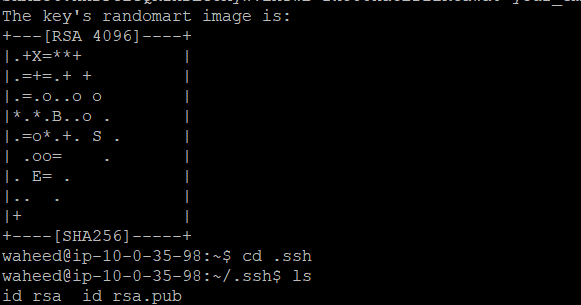 The key's randomart image is:
+---[RSA 4096]----+
|.+X=**+          |
|.=+=.+ +         |
|.=.o..o o        |
|*.*.B..o .       |
|.=o*.+. S .      |
| .oo=    .       |
|. E= .           |
|..  .            |
|+                |
+----[SHA256]-----+
waheed@ip-10-0-35-98:~$ cd .ssh
waheed@ip-10-0-35-98:~/.ssh$ ls
id_rsa  id_rsa.pub